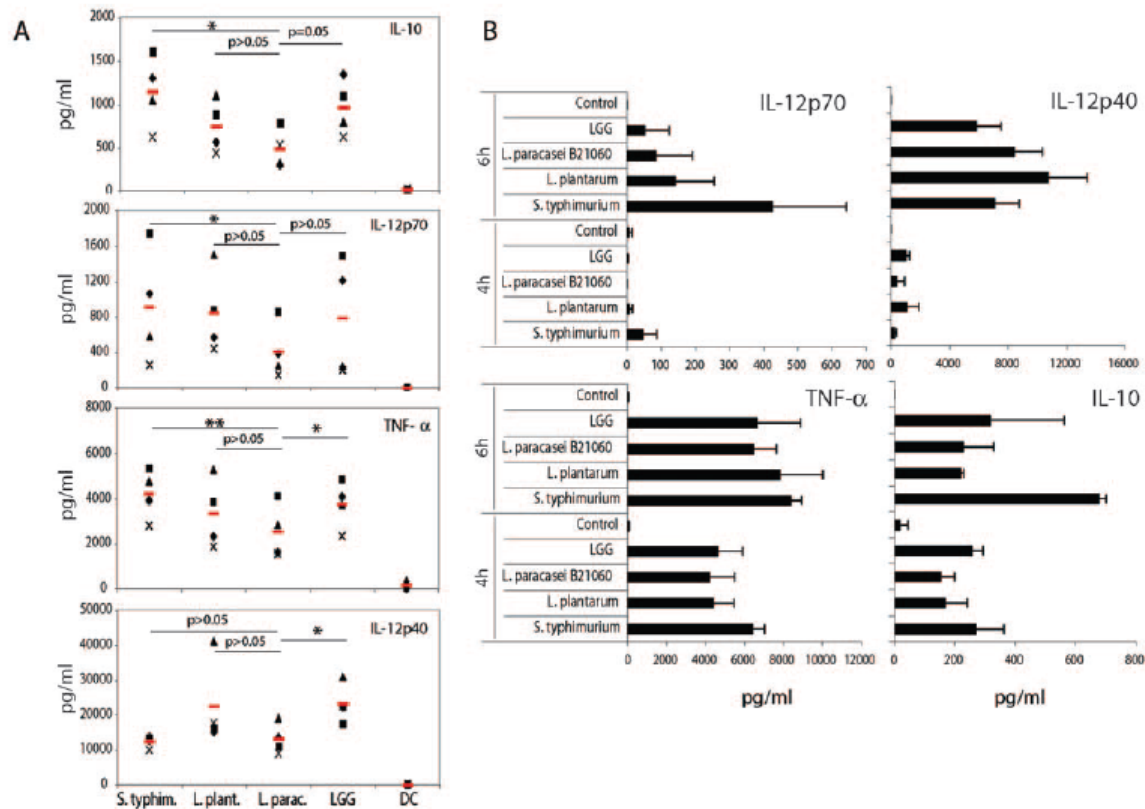 A
B
2000
IL-10
*
p>0.05
p=0.05
1500
1000
500
0
pg/ml
2000
IL-12p70
*
p>0.05
p>0.05
1600
1200
800
400
0
pg/ml
8000
TNF- α
**
*
p>0.05
6000
4000
2000
0
pg/ml
50000
IL-12p40
p>0.05
*
p>0.05
40000
30000
20000
10000
0
pg/ml
S. typhim. L. plant. L. parac. LGG DC
IL-12p70
IL-12p40
6h
Control
LGG
L. paracasei B21060
L. plantarum
S. typhimurium
4h
Control
LGG
L. paracasei B21060
L. plantarum
S. typhimurium
0 100 200 300 400 500 600 700
0 4000 8000 12000 16000
TNF-α
IL-10
6h
Control
LGG
L. paracasei B21060
L. plantarum
S. typhimurium
4h
Control
LGG
L. paracasei B21060
L. plantarum
S. typhimurium
0 2000 4000 6000 8000 10000 12000
0 200 400 600 800
pg/ml
pg/ml